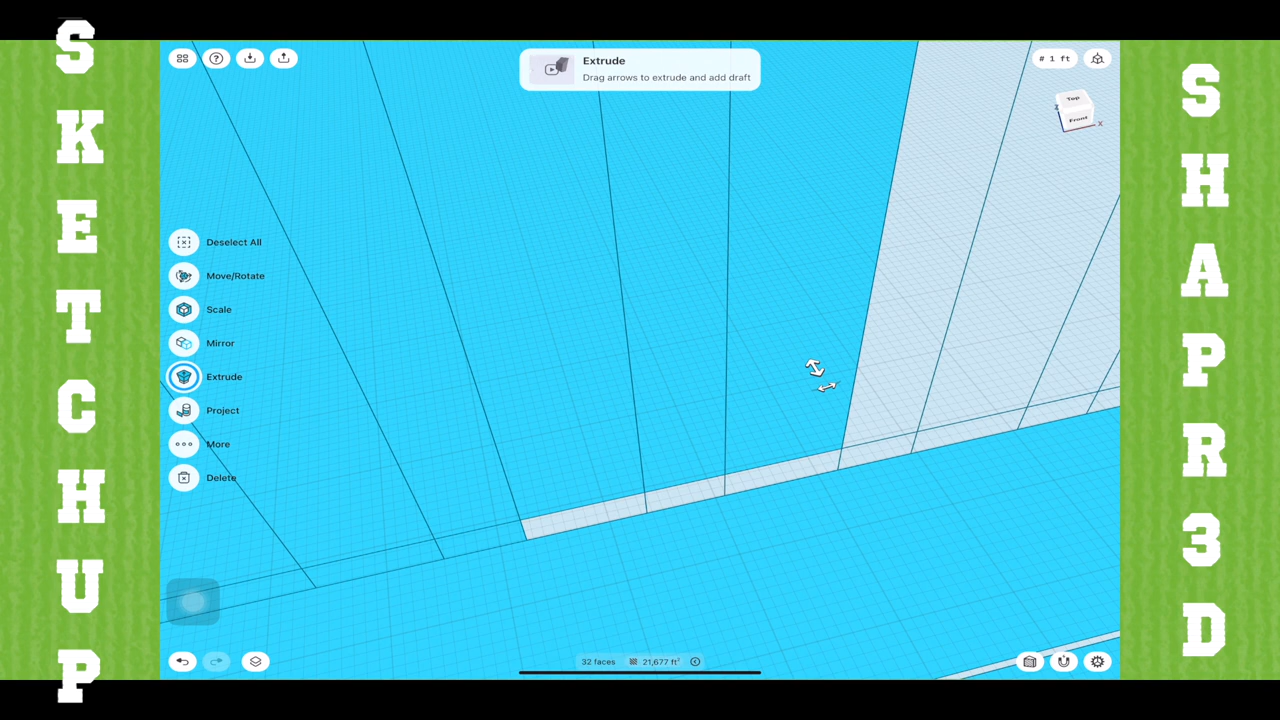 SKETCHUP
Extrude
Drag arrows to extrude and add draft
# 1 ft
Top
Front
Z
X
Deselect All
Move/Rotate
Scale
Mirror
Extrude
Project
More
Delete
32 faces
21,677 ft²
SHAPR3D